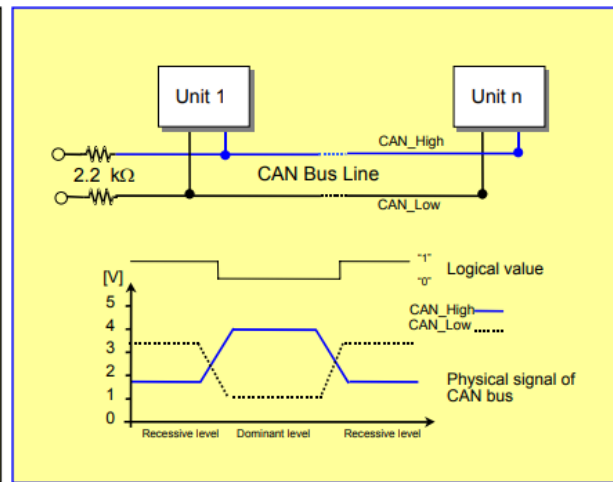 Unit 1
Unit n
CAN_High
2.2 kΩ
CAN Bus Line
CAN_Low
"1"
Logical value
"0"
[V]
5
CAN_High
4
CAN_Low
3
2
Physical signal of
1
CAN bus
0
Recessive level Dominant level Recessive level